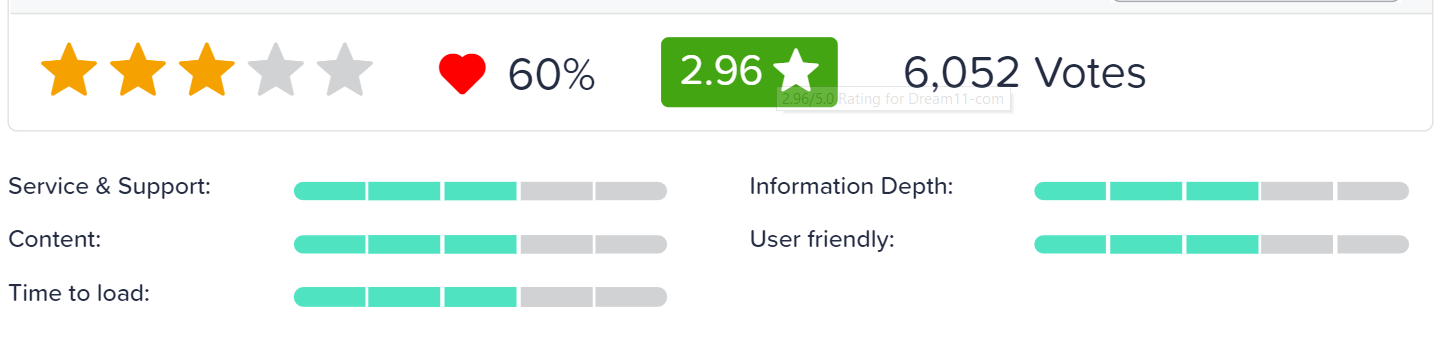 60% 2.96 6,052 Votes
2.96/5.0 Rating for Dream11-com
Service & Support: Information Depth:
Content: User friendly:
Time to load: